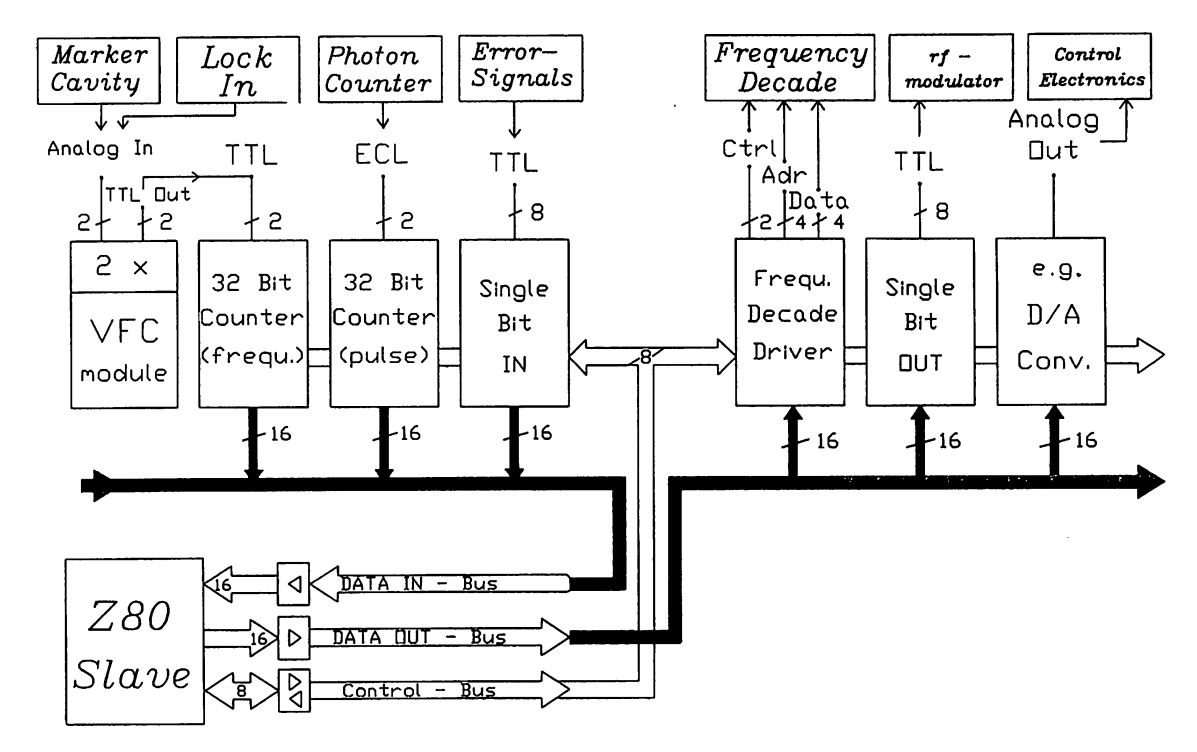 Marker
Cavity
Lock
In
Photon
Counter
Error-
Signals
Frequency
Decade
rf -
modulator
Control
Electronics
Analog In
TTL
ECL
TTL
Ctrl
Adr
Data
TTL
Analog
Out
TTL Out
2
2
2
2
8
2
4
4
8
2 x
VFC
module
32 Bit
Counter
(frequ.)
32 Bit
Counter
(pulse)
Single
Bit
IN
8
Frequ.
Decade
Driver
Single
Bit
OUT
e.g.
D/A
Conv.
16
16
16
16
16
16
Z80
Slave
16
DATA IN - Bus
16
DATA OUT - Bus
8
Control - Bus